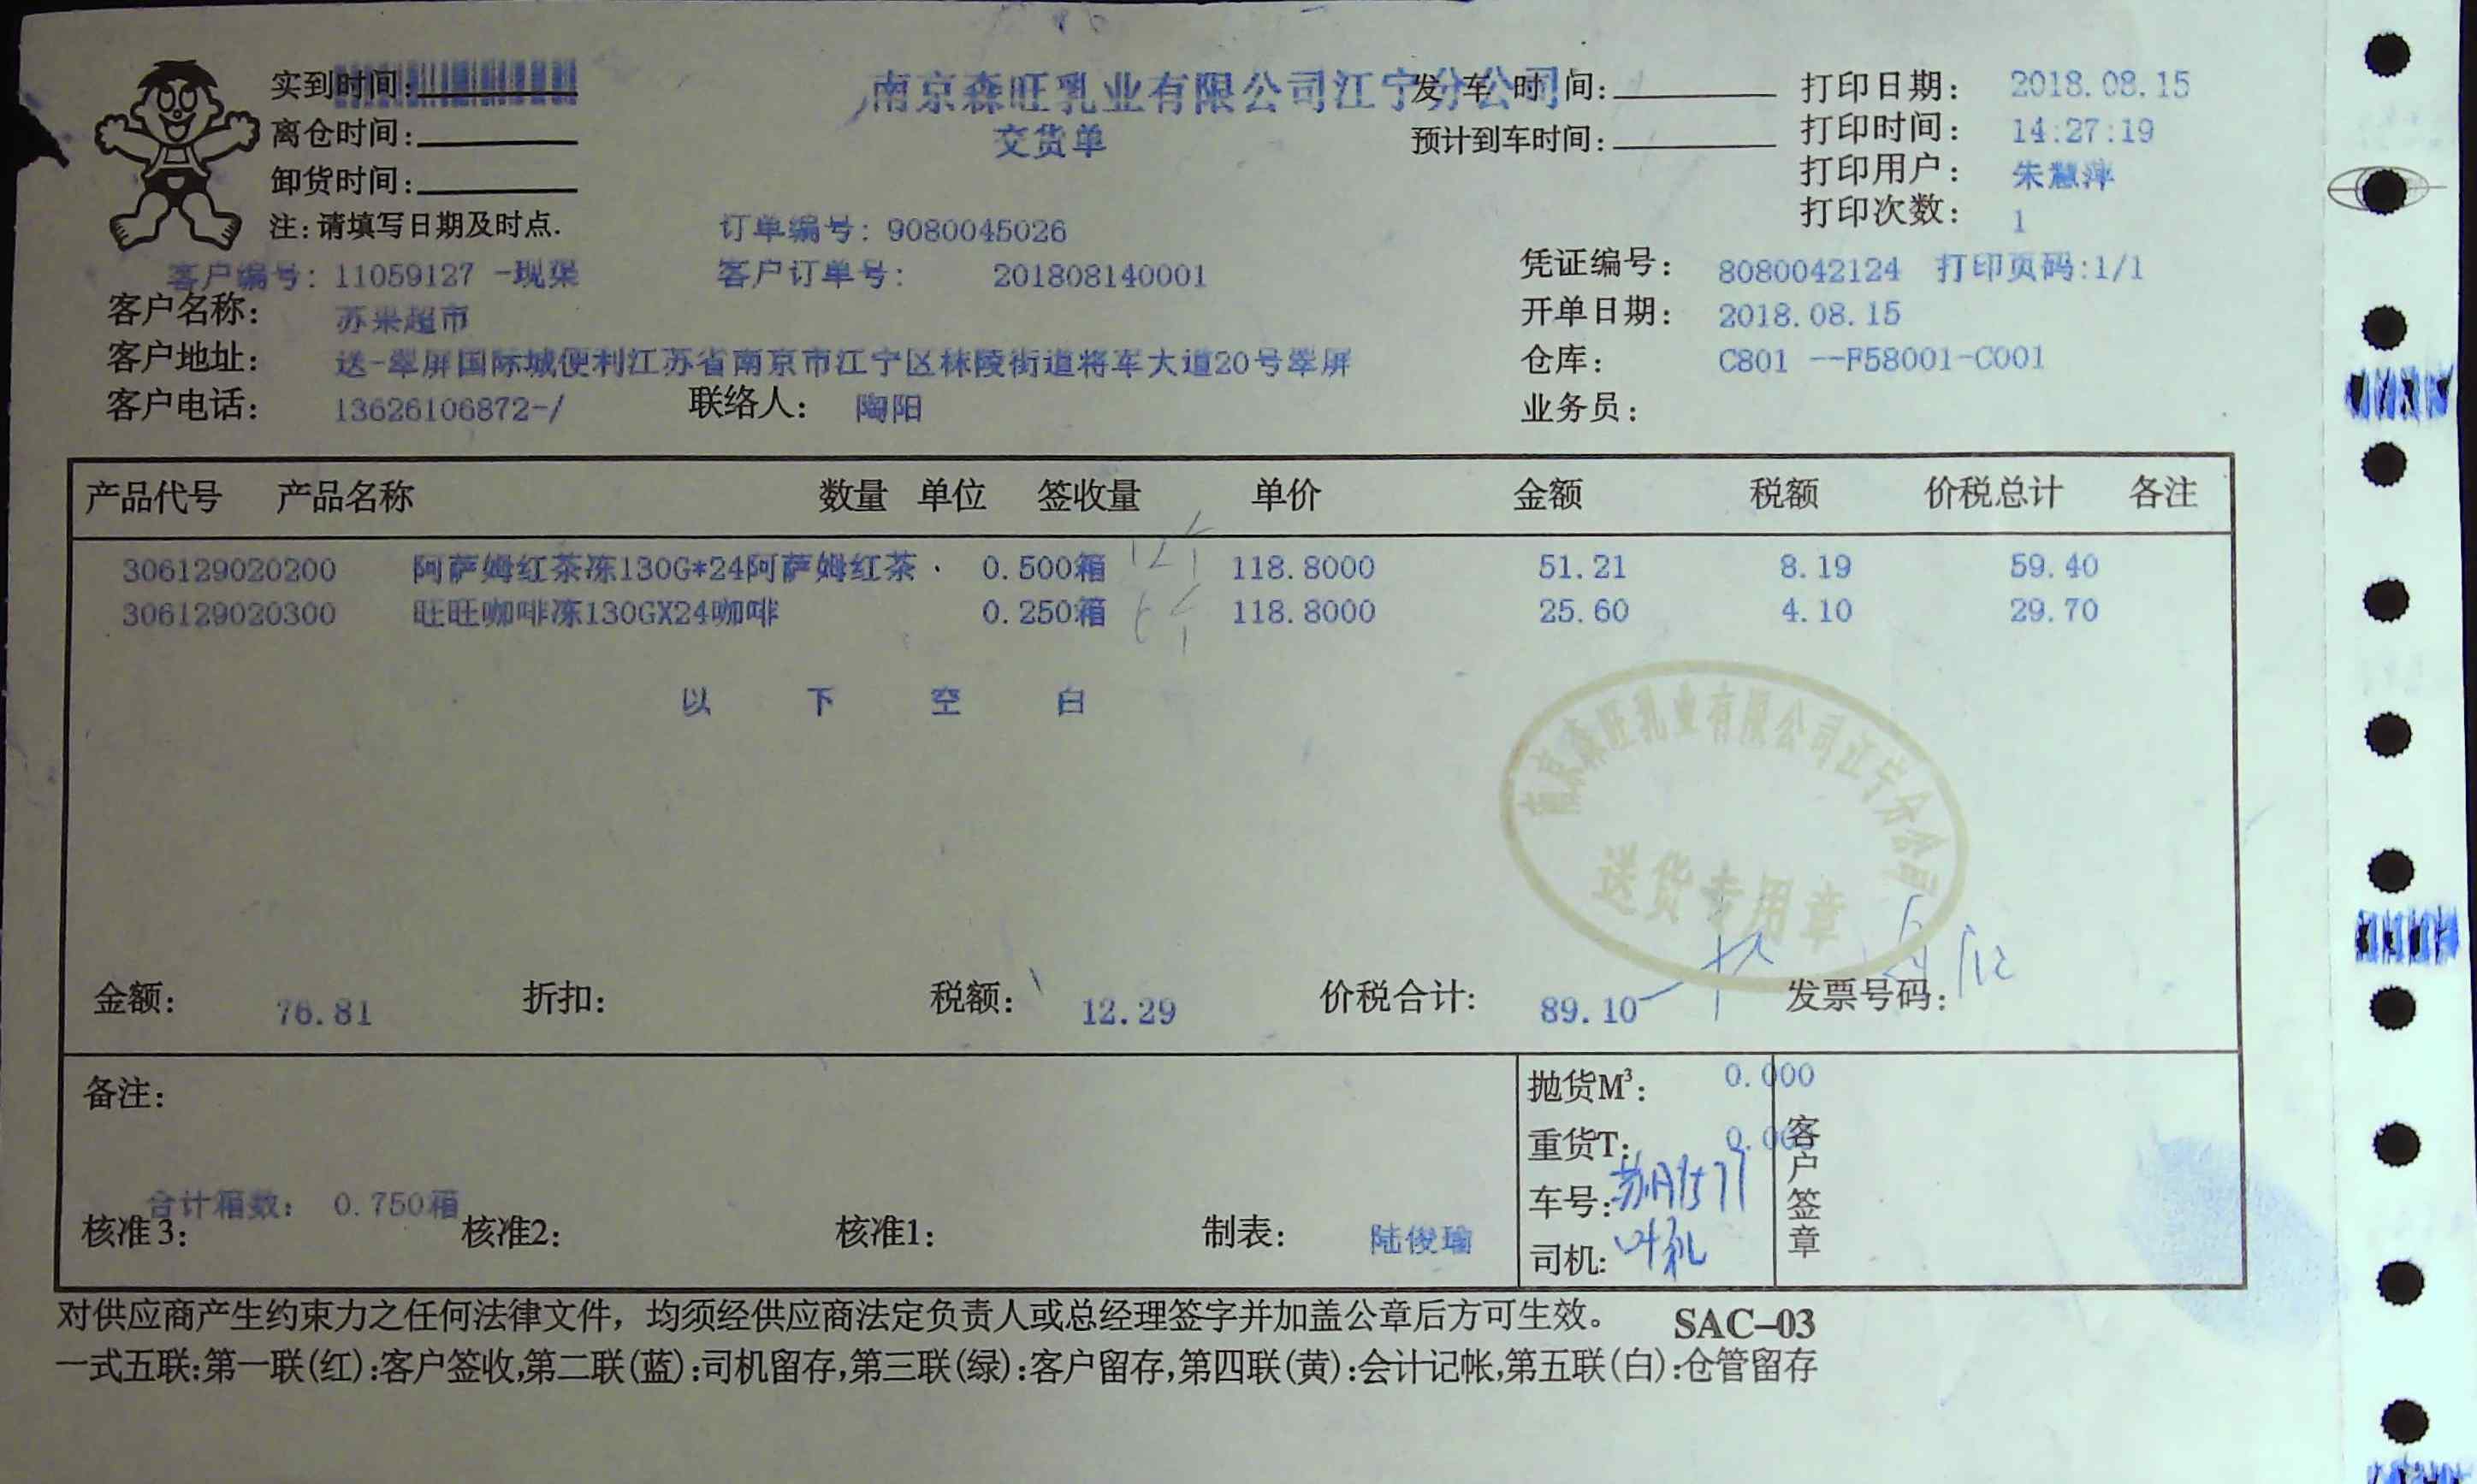 实到时间:
南京森旺乳业有限公司江宁分公司
发 车 时 间:
打印日期: 2018.08.15
离仓时间:
交货单
预计到车时间:
打印时间: 14:27:19
卸货时间:
打印用户: 朱慧萍
注:请填写日期及时点.
订单编号: 9080045026
打印次数: 1
客户编号: 11059127 -现渠
客户订单号: 201808140001
凭证编号: 8080042124 打印页码:1/1
客户名称: 苏果超市
开单日期: 2018.08.15
客户地址: 送-翠屏国际城便利江苏省南京市江宁区秣陵街道将军大道20号翠屏
仓库: C801 --F58001-C001
客户电话: 13626106872-/ 联络人: 陶阳
业务员:
产品代号 产品名称 数量 单位 签收量 单价 金额 税额 价税总计 各注
306129020200 阿萨姆红茶冻130G*24阿萨姆红茶· 0.500箱 118.8000 51.21 8.19 59.40
306129020300 旺旺咖啡冻130GX24咖啡 0.250箱 118.8000 25.60 4.10 29.70
以 下 空 白
南京森旺乳业有限公司江宁分公司
送货专用章
金额: 76.81 折扣: 税额: 12.29 价税合计: 89.10 发票号码:
备注:
抛货M³: 0.000
重货T:
客户签章
合计箱数: 0.750箱
车号:
核准3: 核准2: 核准1: 制表: 陆俊瑜
司机:
对供应商产生约束力之任何法律文件，均须经供应商法定负责人或总经理签字并加盖公章后方可生效。 SAC-03
一式五联:第一联(红):客户签收,第二联(蓝):司机留存,第三联(绿):客户留存,第四联(黄):会计记帐,第五联(白):仓管留存